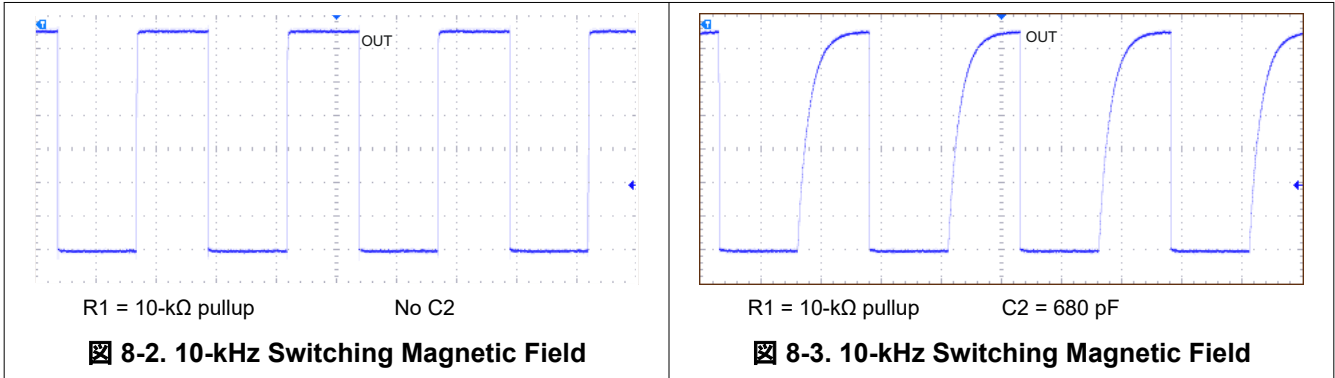 OUT
R1 = 10-kΩ pullup No C2
図 8-2. 10-kHz Switching Magnetic Field
OUT
R1 = 10-kΩ pullup C2 = 680 pF
図 8-3. 10-kHz Switching Magnetic Field